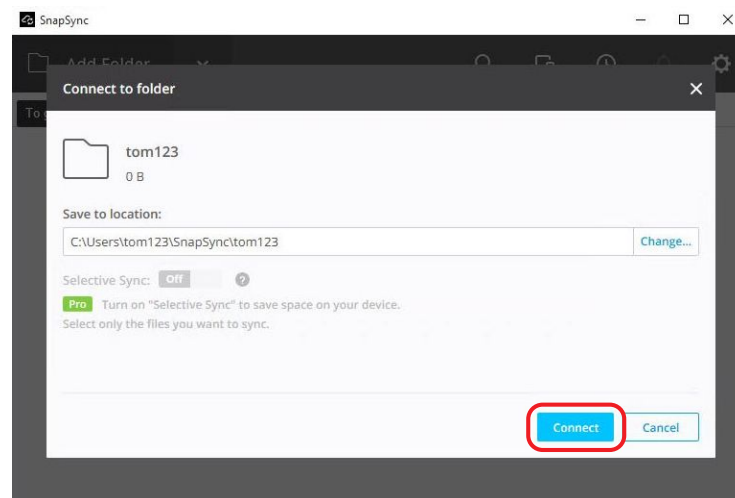 SnapSync
Add Folder
Connect to folder
To
tom123
0 B
Save to location:
C:\Users\tom123\SnapSync\tom123
Change...
Selective Sync: Off
Pro Turn on "Selective Sync" to save space on your device.
Select only the files you want to sync.
Connect Cancel